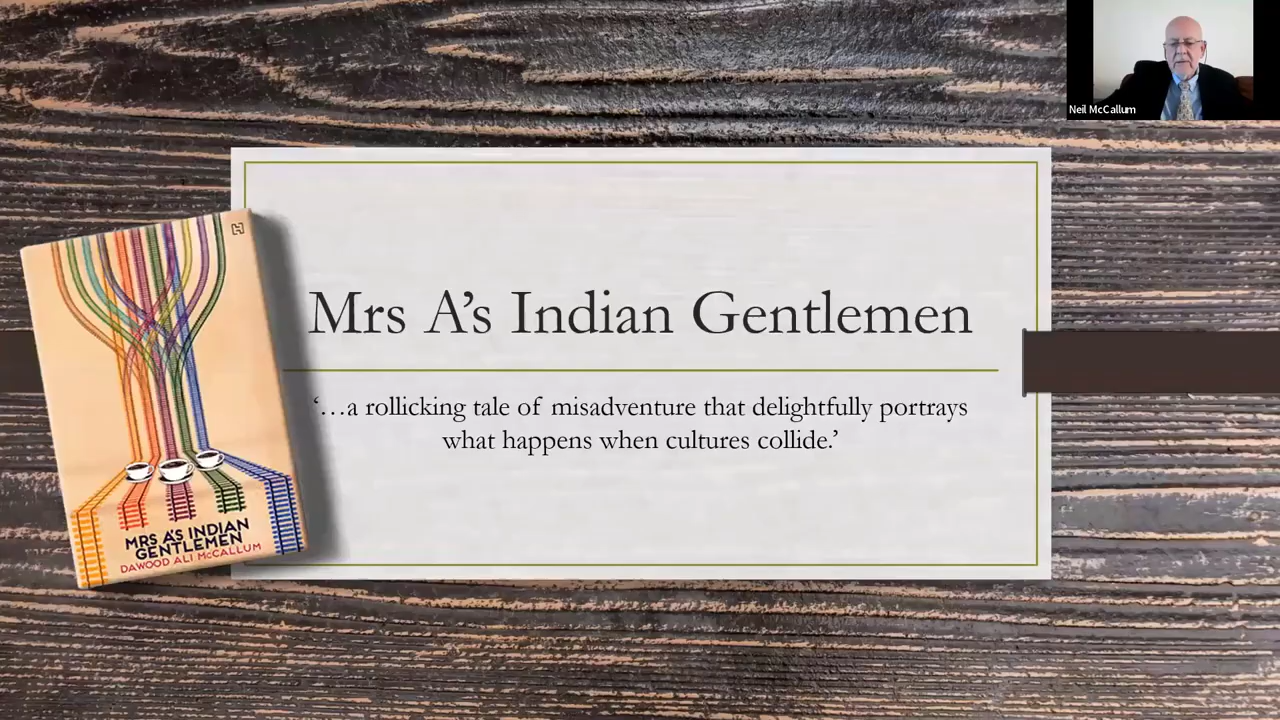 Neil McCallum
Mrs A’s Indian Gentlemen
‘…a rollicking tale of misadventure that delightfully portrays
what happens when cultures collide.’
MRS A'S INDIAN
GENTLEMEN
DAWOOD ALI McCALLUM